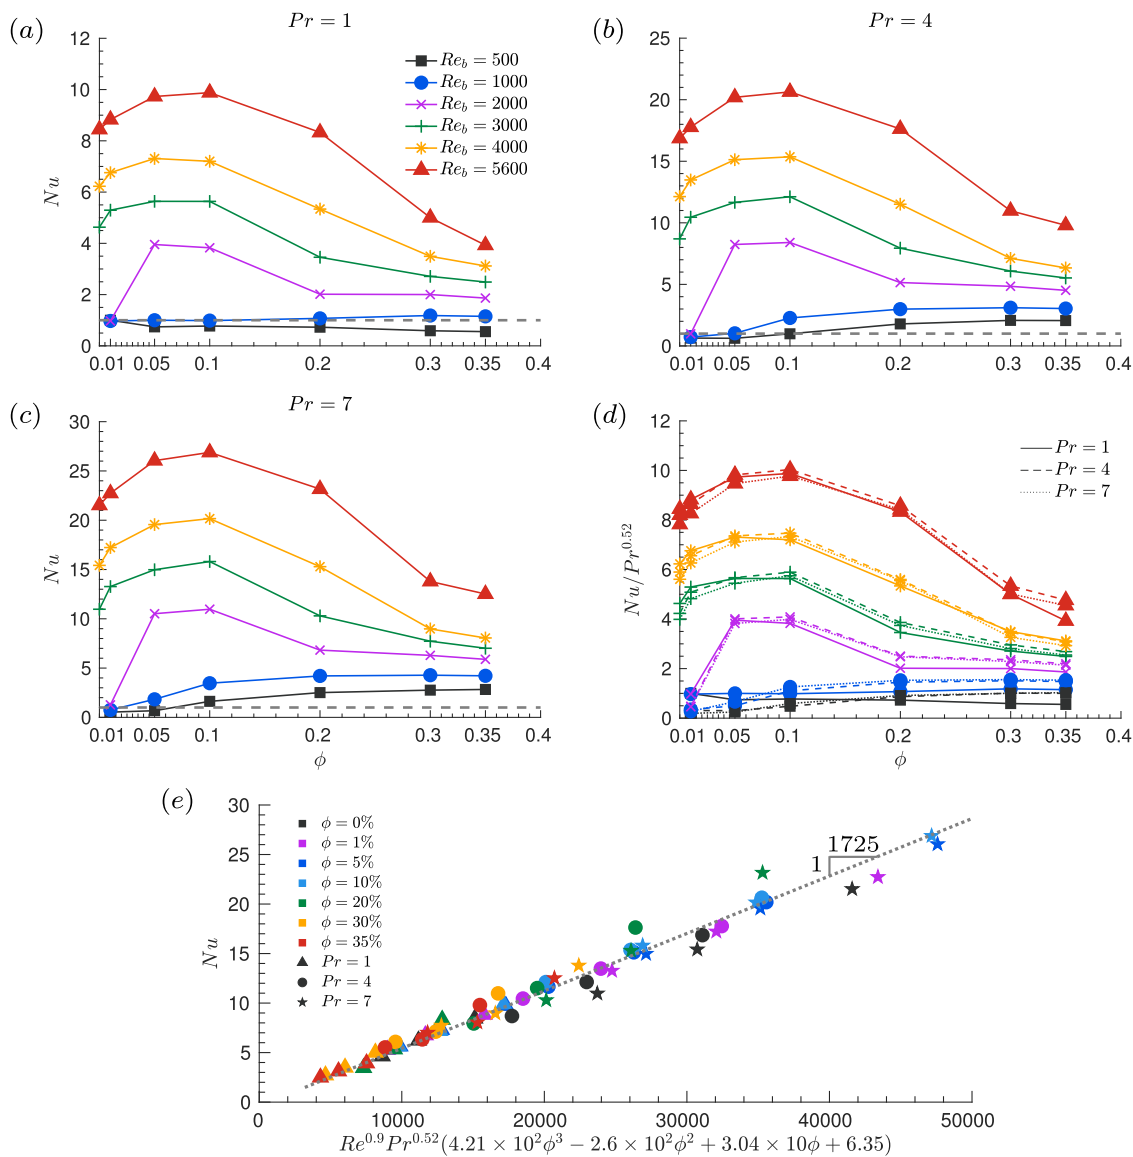 (a)
Pr = 1
12
10
8
6
4
2
0
Nu
0.01 0.05 0.1 0.2 0.3 0.35 0.4
Re_b = 500
Re_b = 1000
Re_b = 2000
Re_b = 3000
Re_b = 4000
Re_b = 5600
(b)
Pr = 4
25
20
15
10
5
0
0.01 0.05 0.1 0.2 0.3 0.35 0.4
(c)
Pr = 7
30
25
20
15
10
5
0
Nu
0.01 0.05 0.1 0.2 0.3 0.35 0.4
ϕ
(d)
12
10
8
6
4
2
0
Nu/Pr^0.52
Pr = 1
Pr = 4
Pr = 7
0.01 0.05 0.1 0.2 0.3 0.35 0.4
ϕ
(e)
30
25
20
15
10
5
0
Nu
ϕ = 0%
ϕ = 1%
ϕ = 5%
ϕ = 10%
ϕ = 20%
ϕ = 30%
ϕ = 35%
Pr = 1
Pr = 4
Pr = 7
1725
1
0 10000 20000 30000 40000 50000
Re^0.9 Pr^0.52 (4.21 × 10^2 ϕ^3 − 2.6 × 10^2 ϕ^2 + 3.04 × 10ϕ + 6.35)